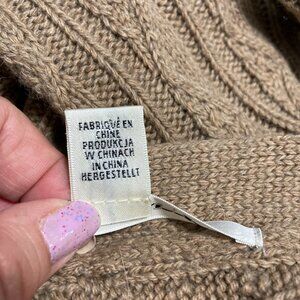 FABRIQUÉ EN
CHINE
PRODUKCJA
W CHINACH
IN CHINA
HERGESTELLT